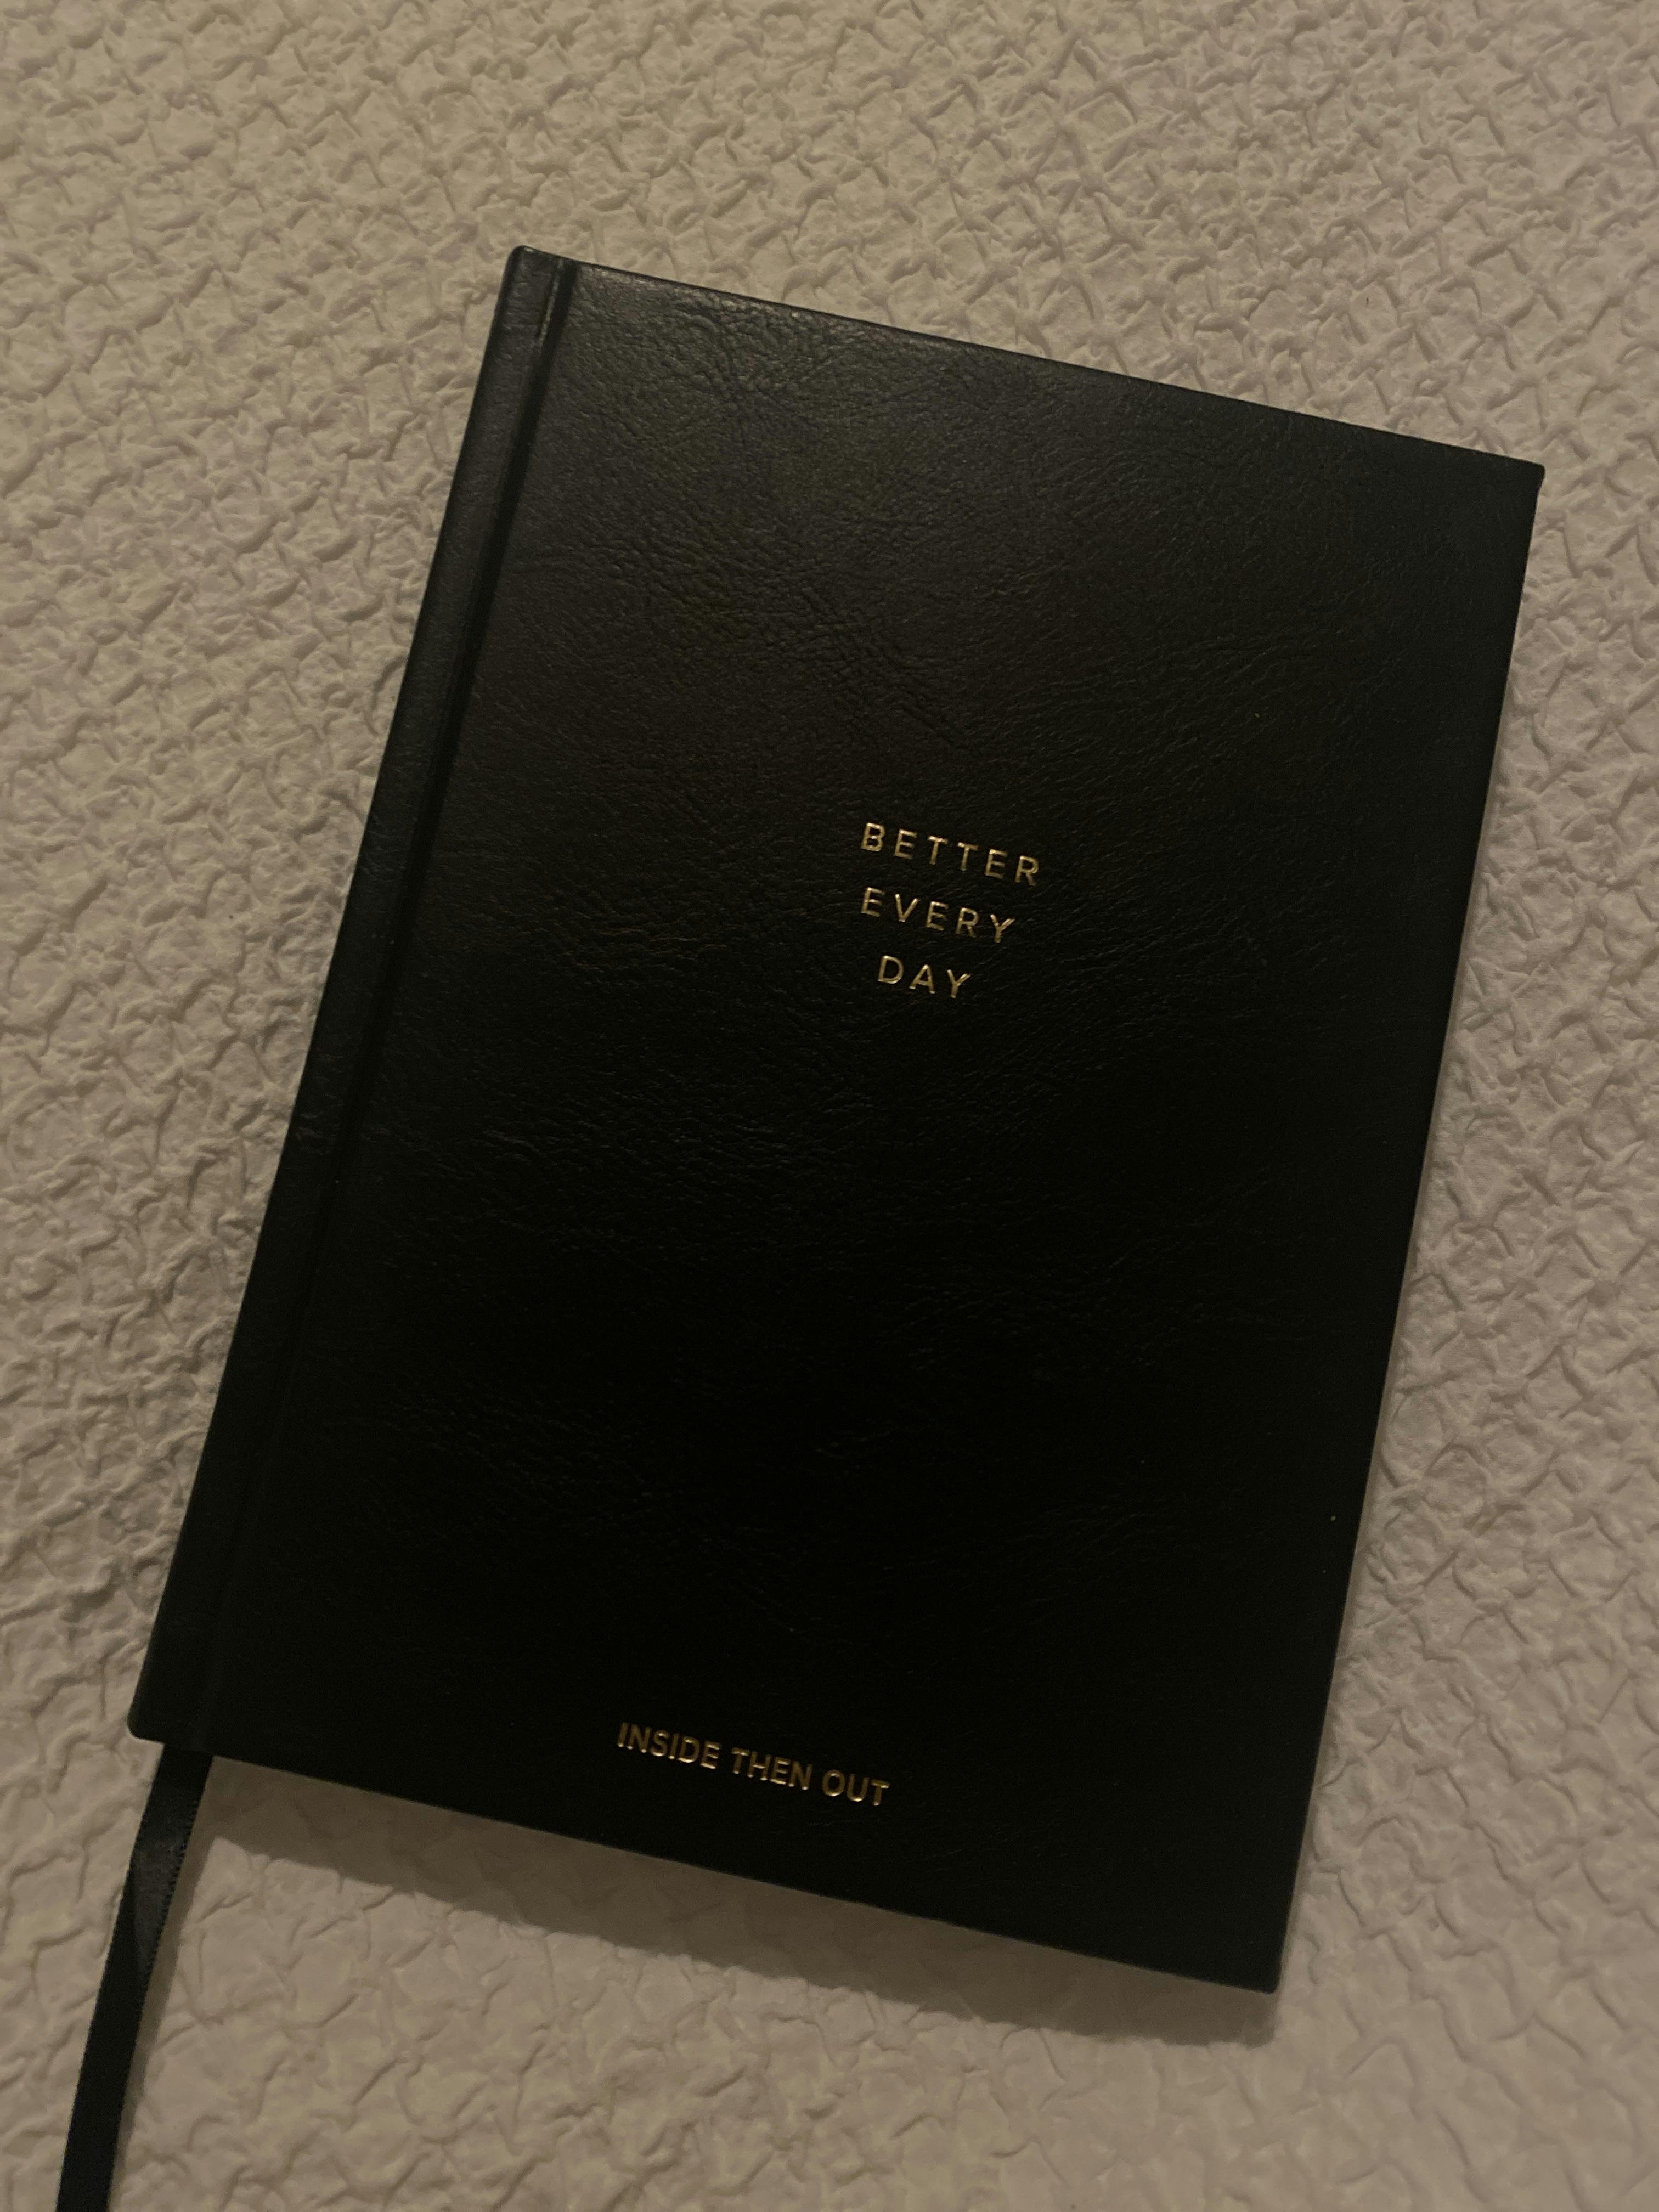 BETTER
EVERY
DAY
INSIDE THEN OUT